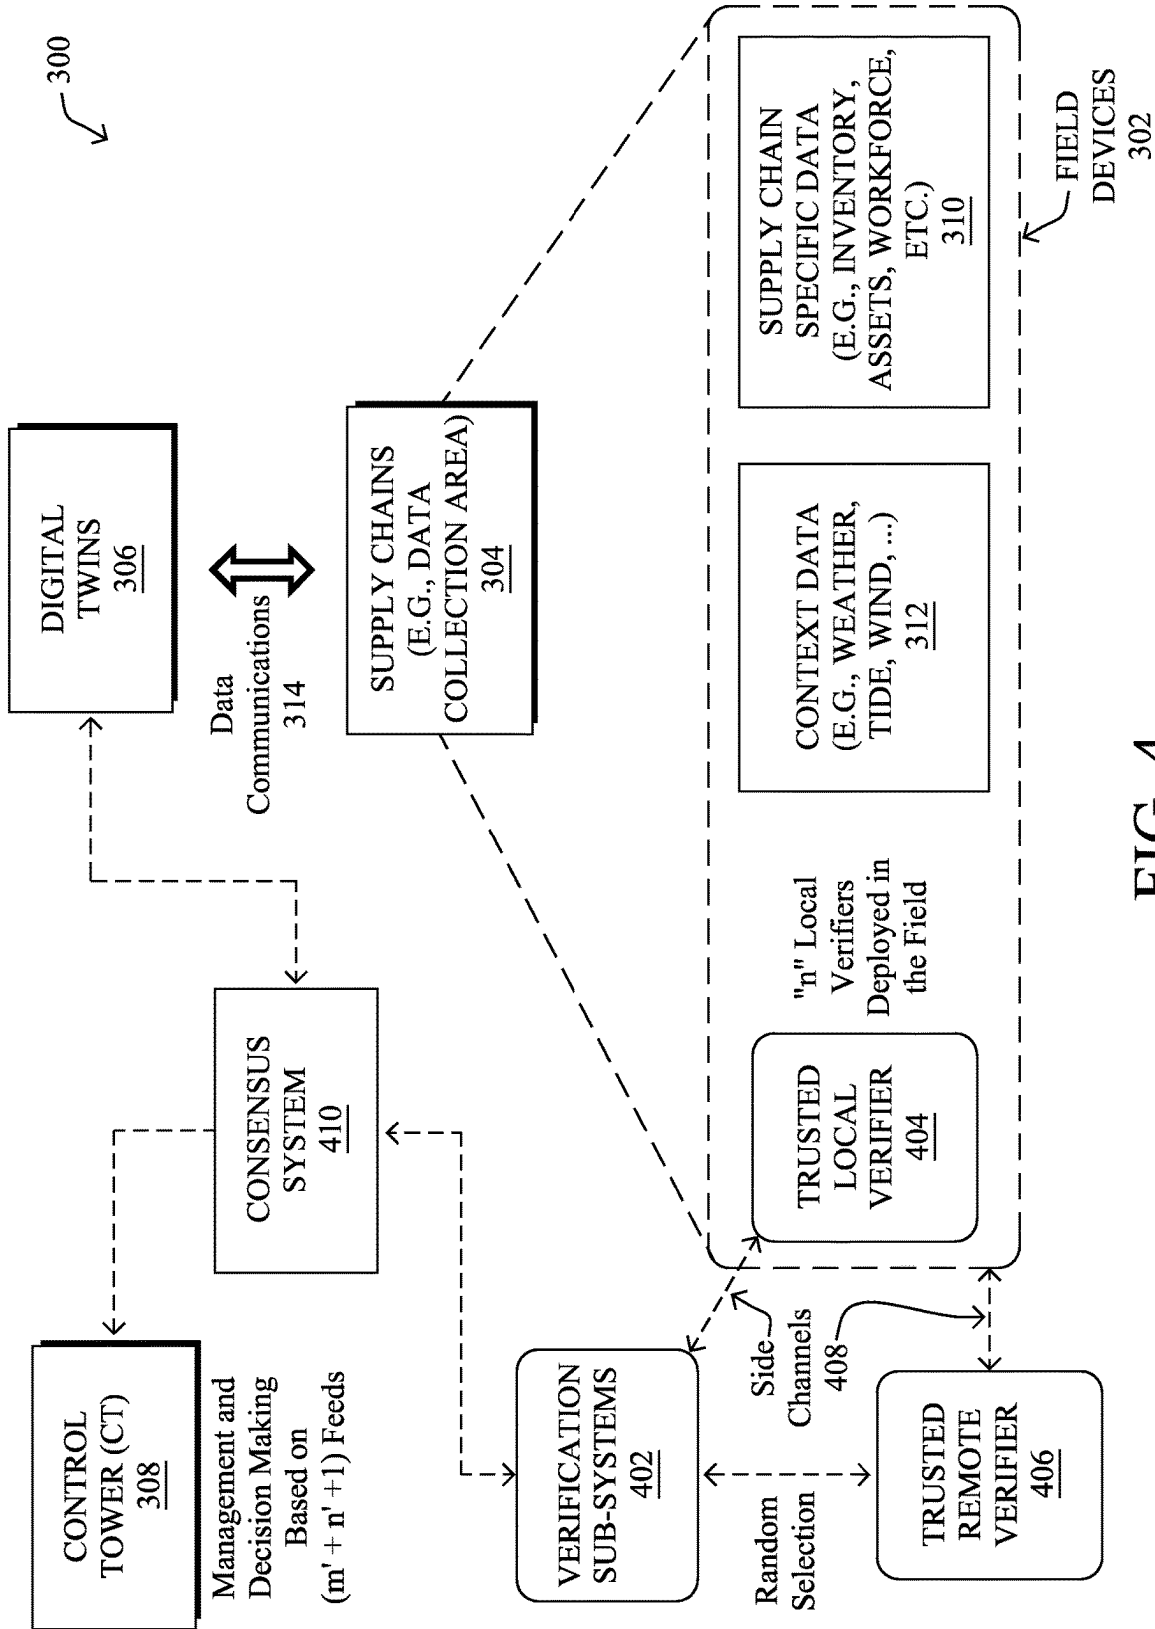 300
CONTROL
TOWER (CT)
308
Management and
Decision Making
Based on
(m' + n' +1) Feeds
CONSENSUS
SYSTEM
410
DIGITAL
TWINS
306
Data
Communications
314
SUPPLY CHAINS
(E.G., DATA
COLLECTION AREA)
304
VERIFICATION
SUB-SYSTEMS
402
Random
Selection
Side
Channels
408
TRUSTED
REMOTE
VERIFIER
406
TRUSTED
LOCAL
VERIFIER
404
"n" Local
Verifiers
Deployed in
the Field
CONTEXT DATA
(E.G., WEATHER,
TIDE, WIND, ...)
312
SUPPLY CHAIN
SPECIFIC DATA
(E.G., INVENTORY,
ASSETS, WORKFORCE,
ETC.)
310
FIELD
DEVICES
302
FIG. 4